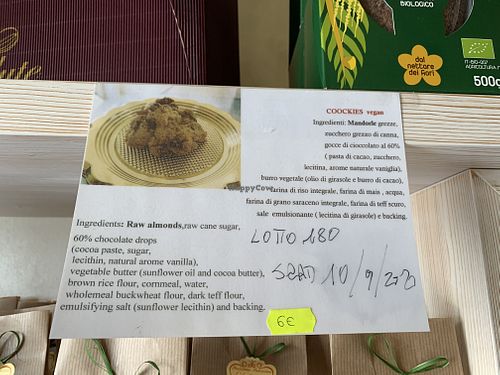 BIOLOGICO
dal
nettare
dei fiori
500g
COOCKIES vegan
Ingredienti: Mandorle grezze,
zucchero grezzo di canna,
gocce di cioccolato al 60%
( pasta di cacao, zucchero,
lecitina, aroma naturale vaniglia),
burro vegetale (olio di girasole e burro di cacao),
farina di riso integrale, farina di mais , acqua,
farina di grano saraceno integrale, farina di teff scuro,
sale emulsionante ( lecitina di girasole) e backing.
HappyCow
Ingredients: Raw almonds,raw cane sugar,
60% chocolate drops
(cocoa paste, sugar,
lecithin, natural arome vanilla),
vegetable butter (sunflower oil and cocoa butter),
brown rice flour, cornmeal, water,
wholemeal buckwheat flour, dark teff flour,
emulsifying salt (sunflower lecithin) and backing.
LOTTO 180
SCAD 10/9/2020
6€